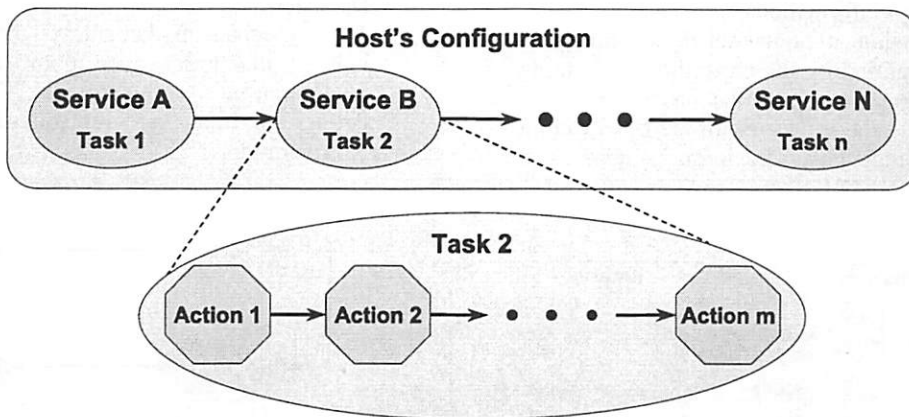 Host's Configuration
Service A
Task 1
Service B
Task 2
Service N
Task n
Task 2
Action 1
Action 2
Action m